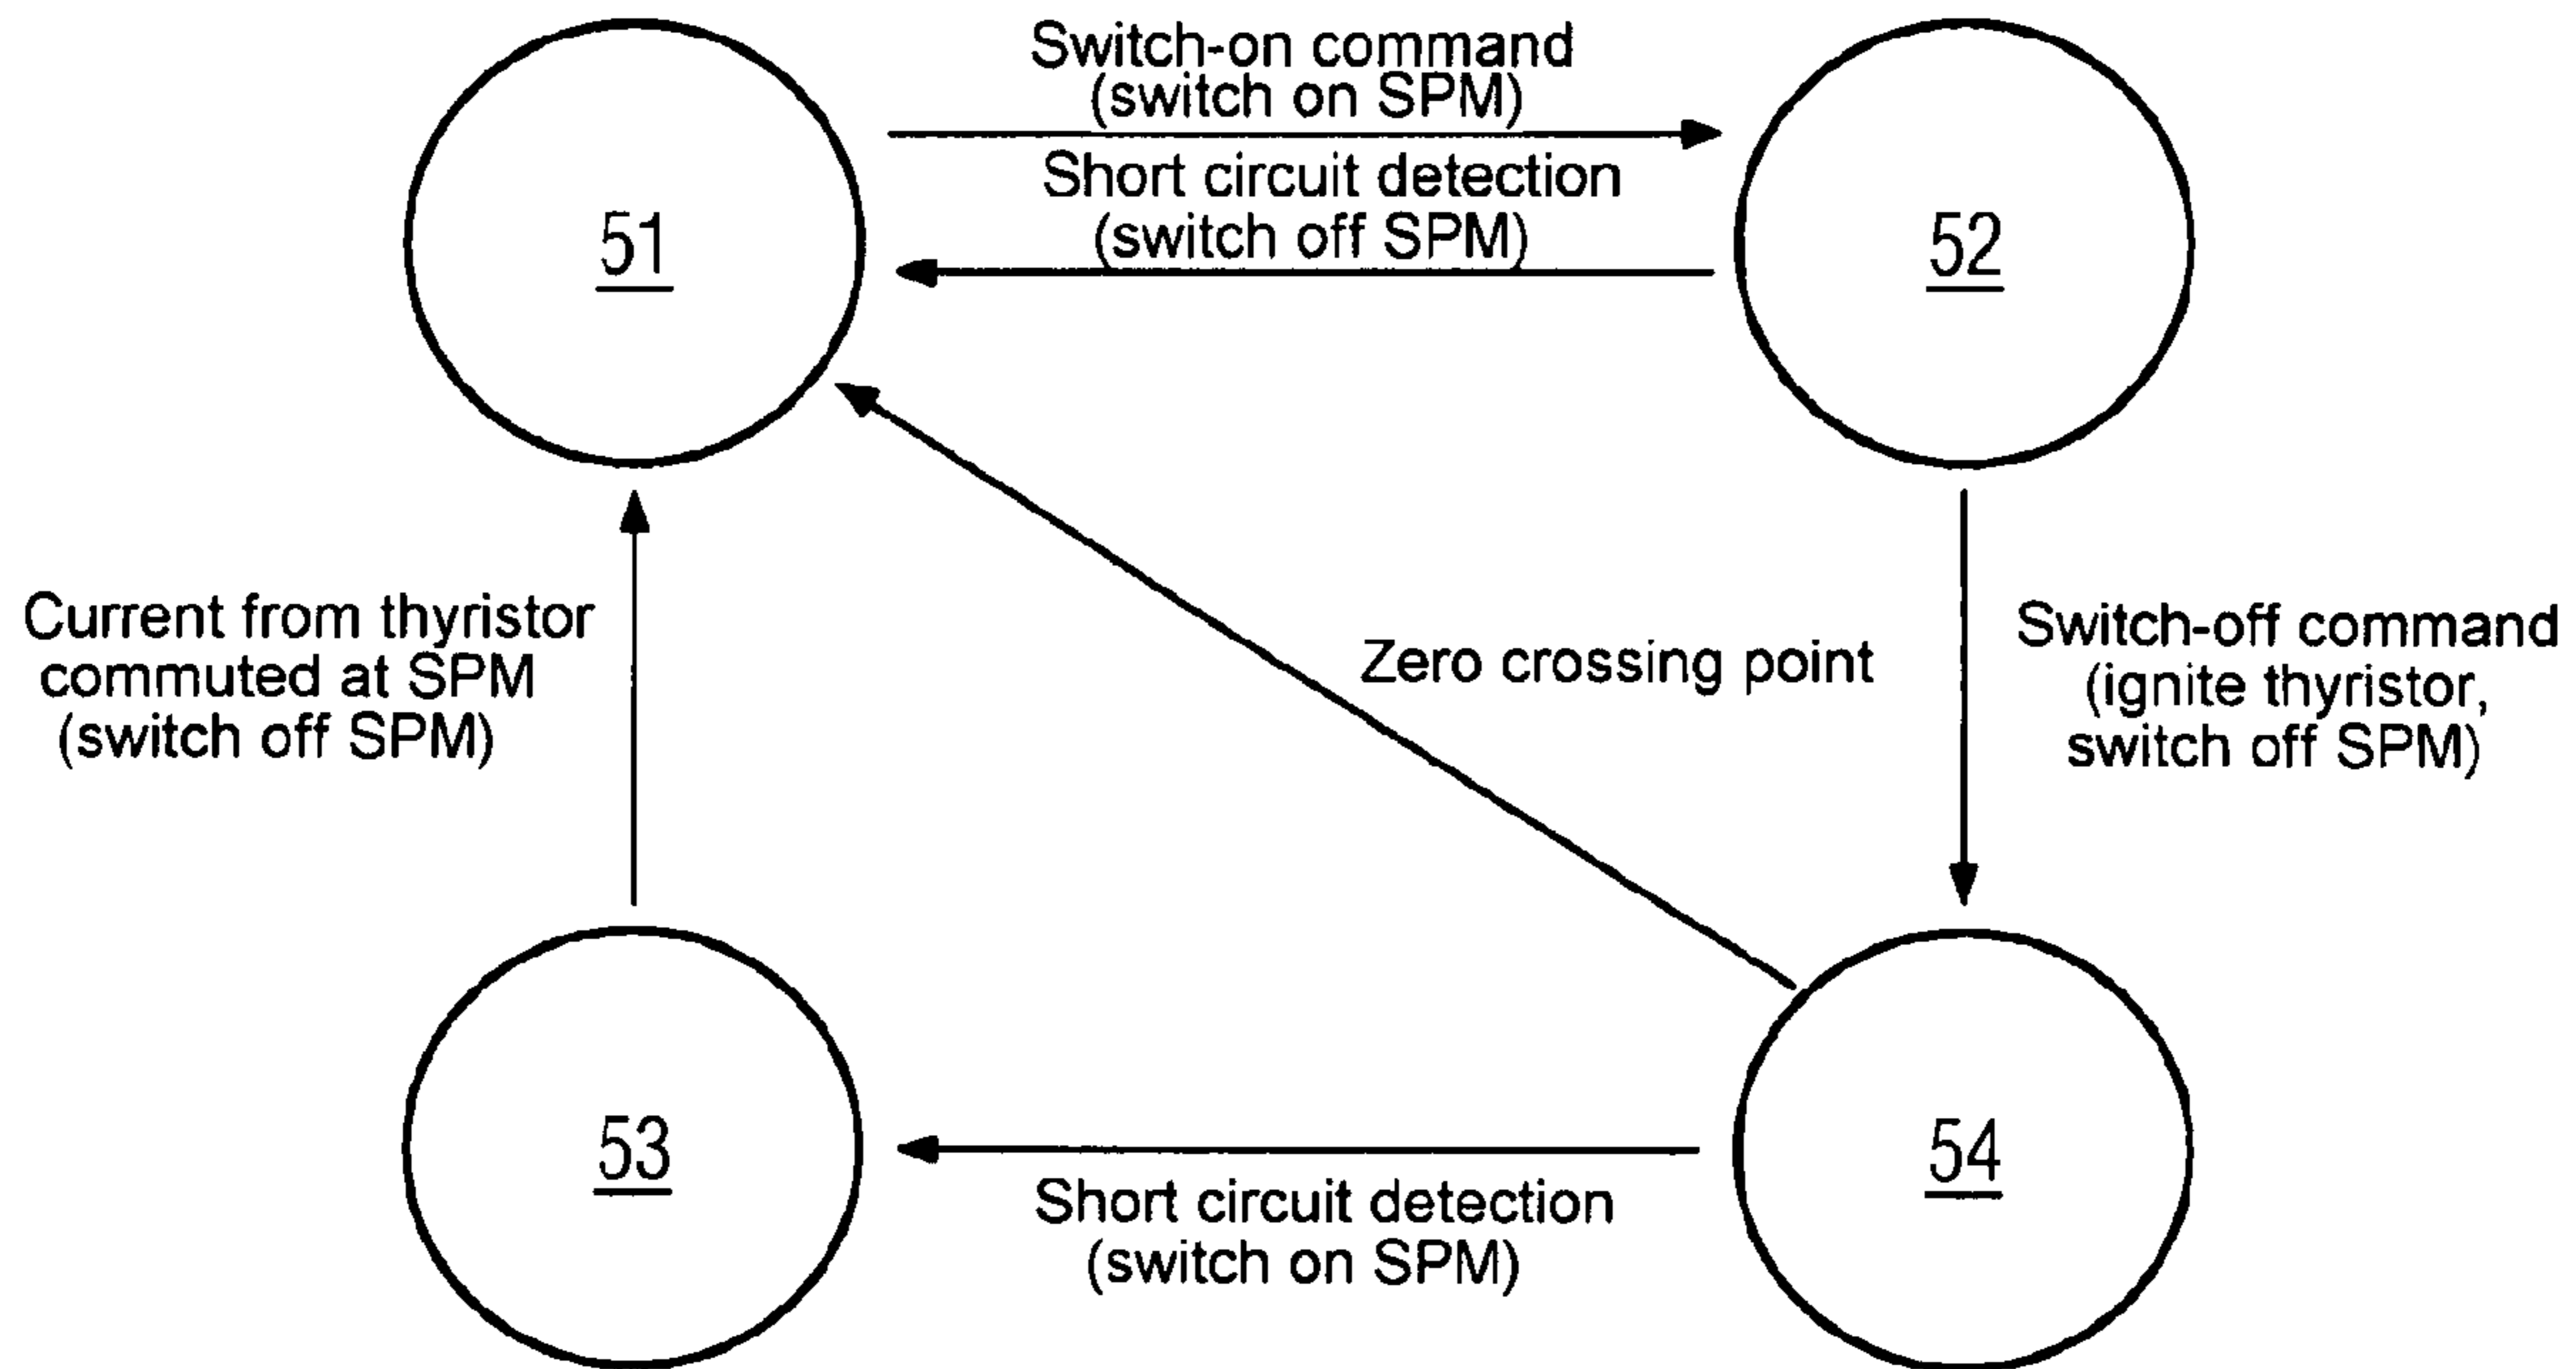 Switch-on command
(switch on SPM)
Short circuit detection
(switch off SPM)
51
52
Current from thyristor
commuted at SPM
(switch off SPM)
Zero crossing point
Switch-off command
(ignite thyristor,
switch off SPM)
53
54
Short circuit detection
(switch on SPM)